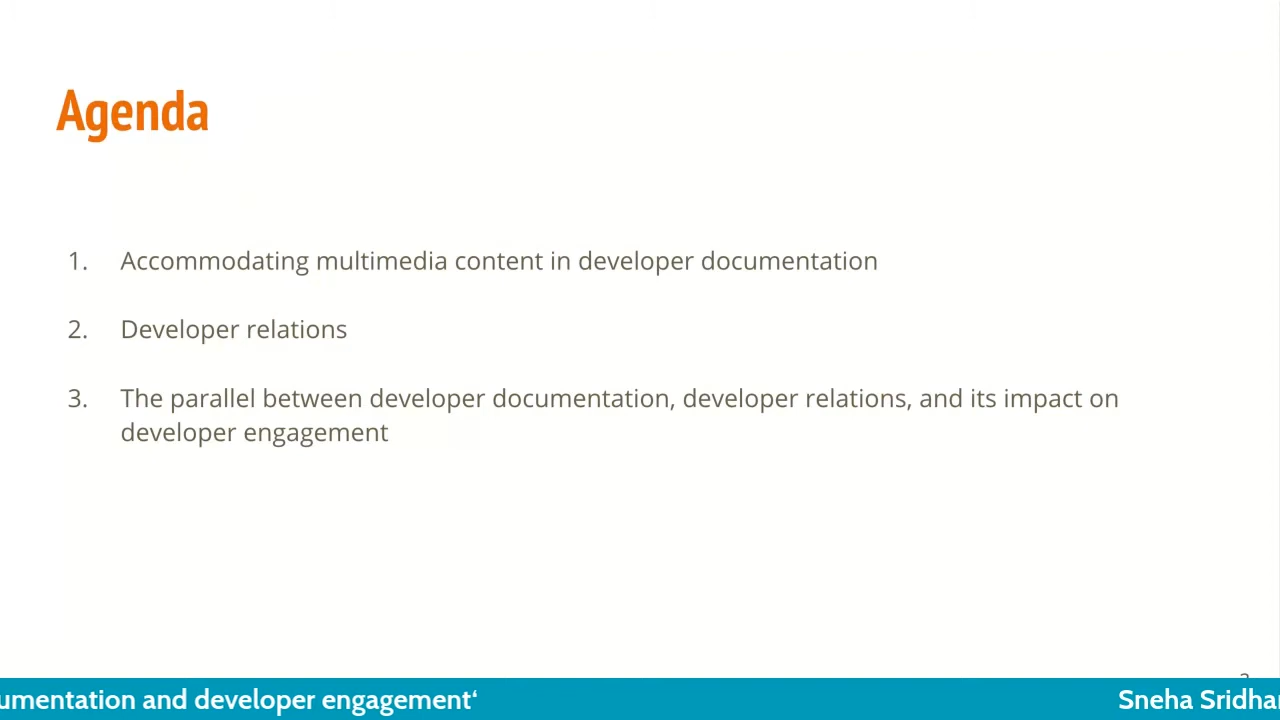 Agenda
1. Accommodating multimedia content in developer documentation
2. Developer relations
3. The parallel between developer documentation, developer relations, and its impact on
developer engagement
umentation and developer engagement‘
Sneha Sridhar